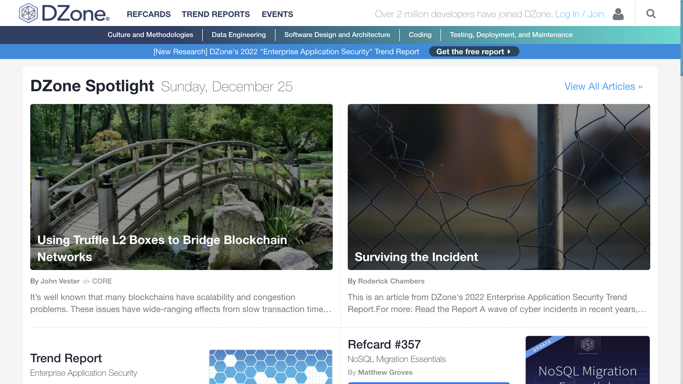 DZone.
REFCARDS TREND REPORTS EVENTS
Over 2 million developers have joined DZone. Log In / Join
Culture and Methodologies Data Engineering Software Design and Architecture Coding Testing, Deployment, and Maintenance
[New Research] DZone's 2022 "Enterprise Application Security" Trend Report Get the free report
DZone Spotlight Sunday, December 25
View All Articles »
Using Truffle L2 Boxes to Bridge Blockchain
Networks
By John Vester CORE
It's well known that many blockchains have scalability and congestion
problems. These issues have wide-ranging effects from slow transaction time...
Surviving the Incident
By Roderick Chambers
This is an article from DZone's 2022 Enterprise Application Security Trend
Report.For more: Read the Report A wave of cyber incidents in recent years,...
Trend Report
Enterprise Application Security
Refcard #357
NoSQL Migration Essentials
By Matthew Groves
UPDATE
NoSQL Migration